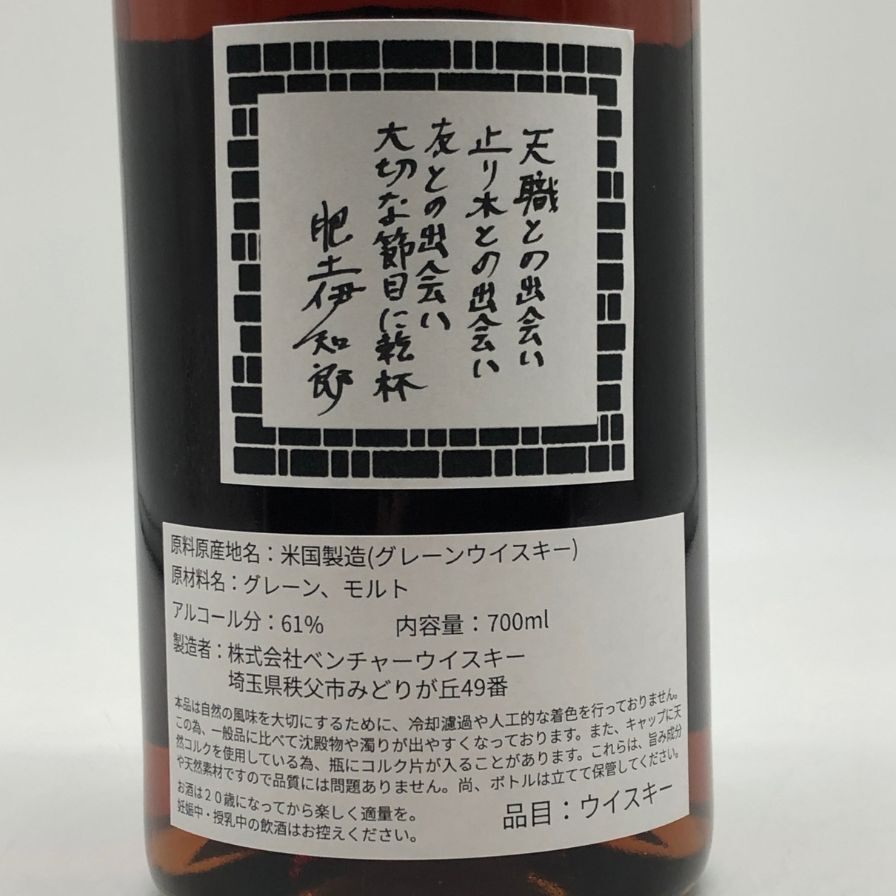 天職との出会い
止り木との出会い
友との出会い
大切な節目に乾杯
肥土伊知郎
原料原産地名：米国製造(グレーンウイスキー)
原材料名：グレーン、モルト
アルコール分：61%　内容量：700ml
製造者：株式会社ベンチャーウイスキー
埼玉県秩父市みどりが丘49番
本品は自然の風味を大切にするために、冷却濾過や人工的な着色を行っておりません。
この為、一般品に比べて沈殿物や濁りが出やすくなっております。また、キャップに天
然コルクを使用している為、瓶にコルク片が入ることがあります。これらは、旨み成分
や天然素材ですので品質には問題ありません。尚、ボトルは立てて保管してください。
お酒は２０歳になってから楽しく適量を。
妊娠中・授乳中の飲酒はお控えください。
品目：ウイスキー